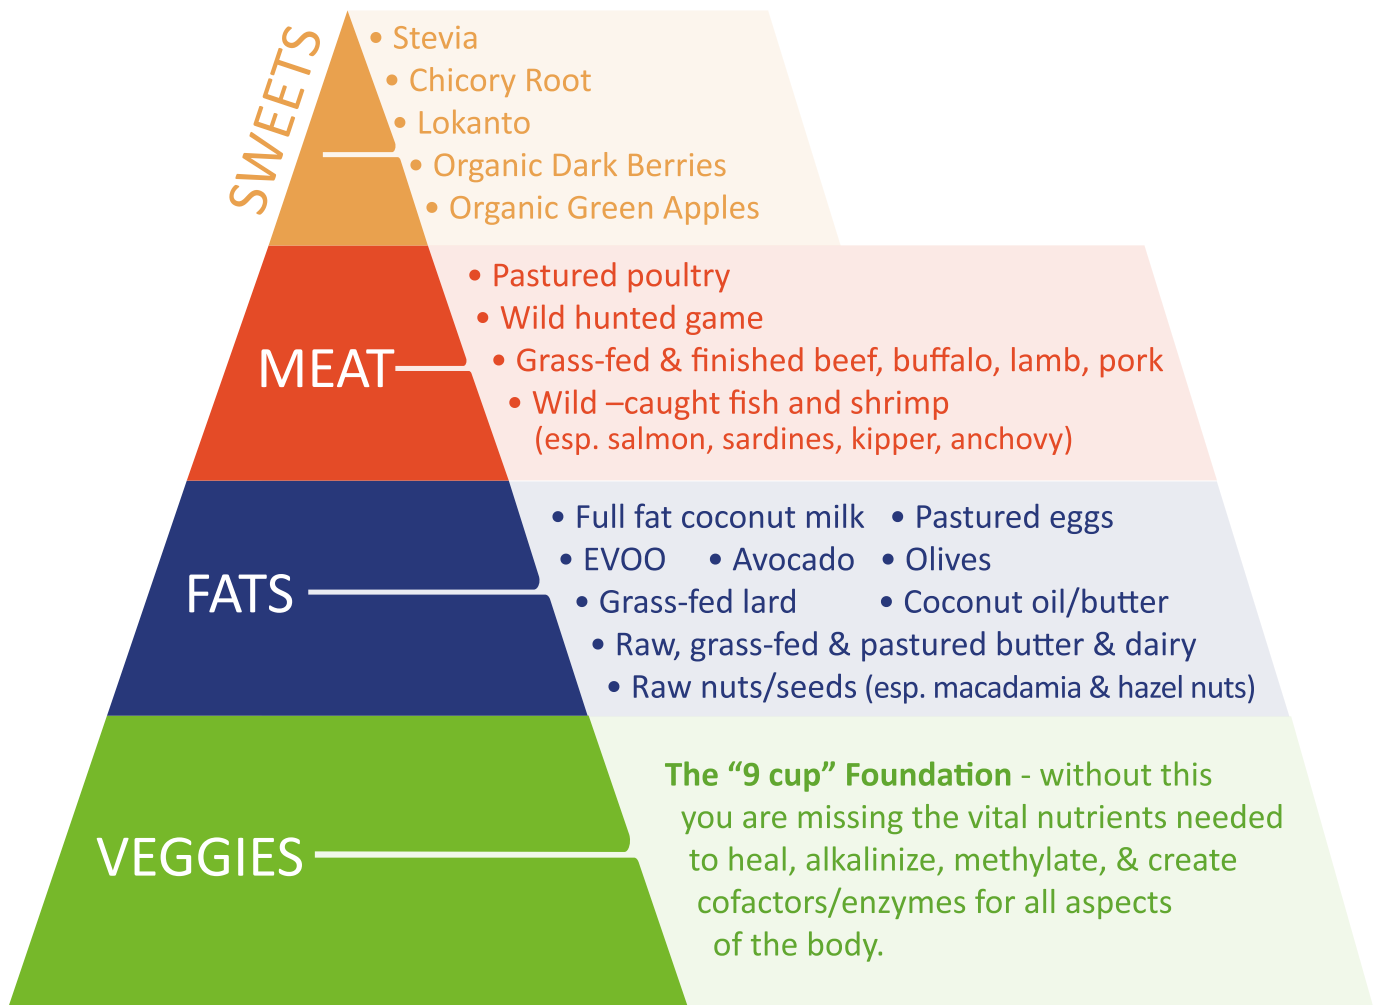 SWEETS
• Stevia
• Chicory Root
• Lokanto
• Organic Dark Berries
• Organic Green Apples
MEAT
• Pastured poultry
• Wild hunted game
• Grass-fed & finished beef, buffalo, lamb, pork
• Wild –caught fish and shrimp
(esp. salmon, sardines, kipper, anchovy)
FATS
• Full fat coconut milk • Pastured eggs
• EVOO • Avocado • Olives
• Grass-fed lard • Coconut oil/butter
• Raw, grass-fed & pastured butter & dairy
• Raw nuts/seeds (esp. macadamia & hazel nuts)
VEGGIES
The “9 cup” Foundation - without this
you are missing the vital nutrients needed
to heal, alkalinize, methylate, & create
cofactors/enzymes for all aspects
of the body.